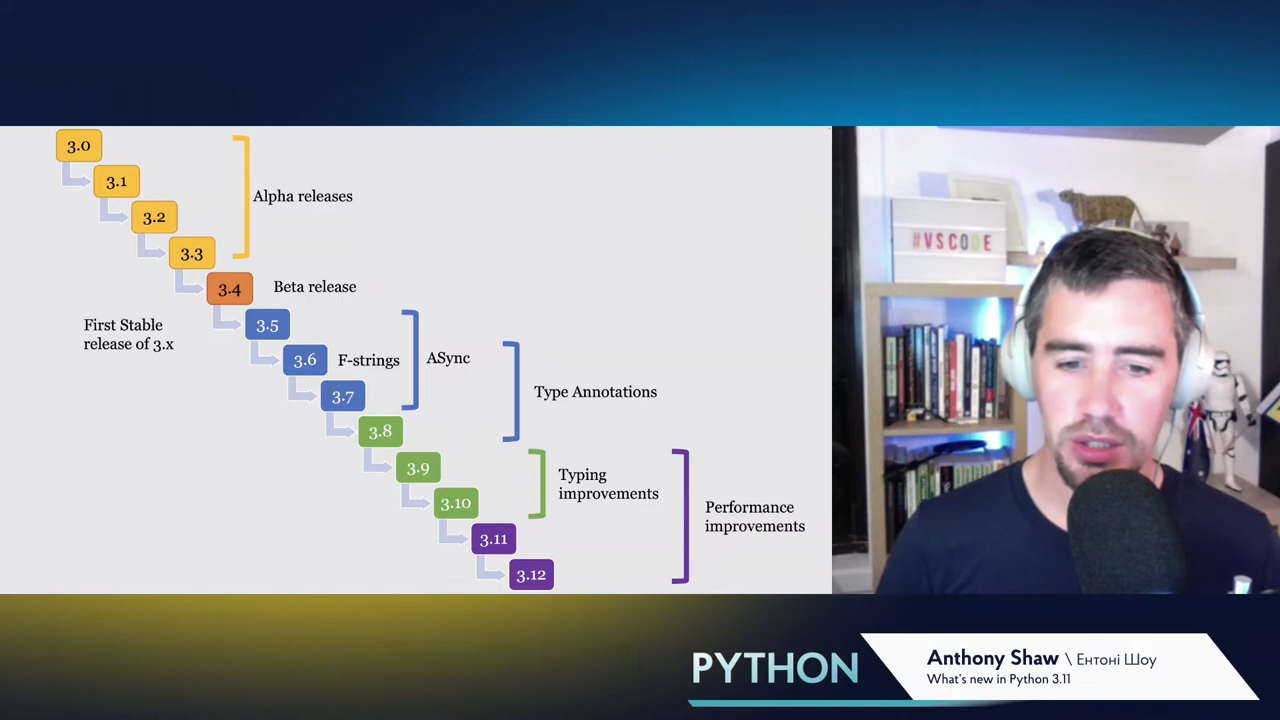 3.0
3.1
3.2
3.3
Alpha releases
3.4
Beta release
First Stable
release of 3.x
3.5
3.6
F-strings
ASync
3.7
Type Annotations
3.8
3.9
3.10
Typing
improvements
3.11
3.12
Performance
improvements
#VSCODE
PYTHON
Anthony Shaw \ Ентоні Шоу
What's new in Python 3.11